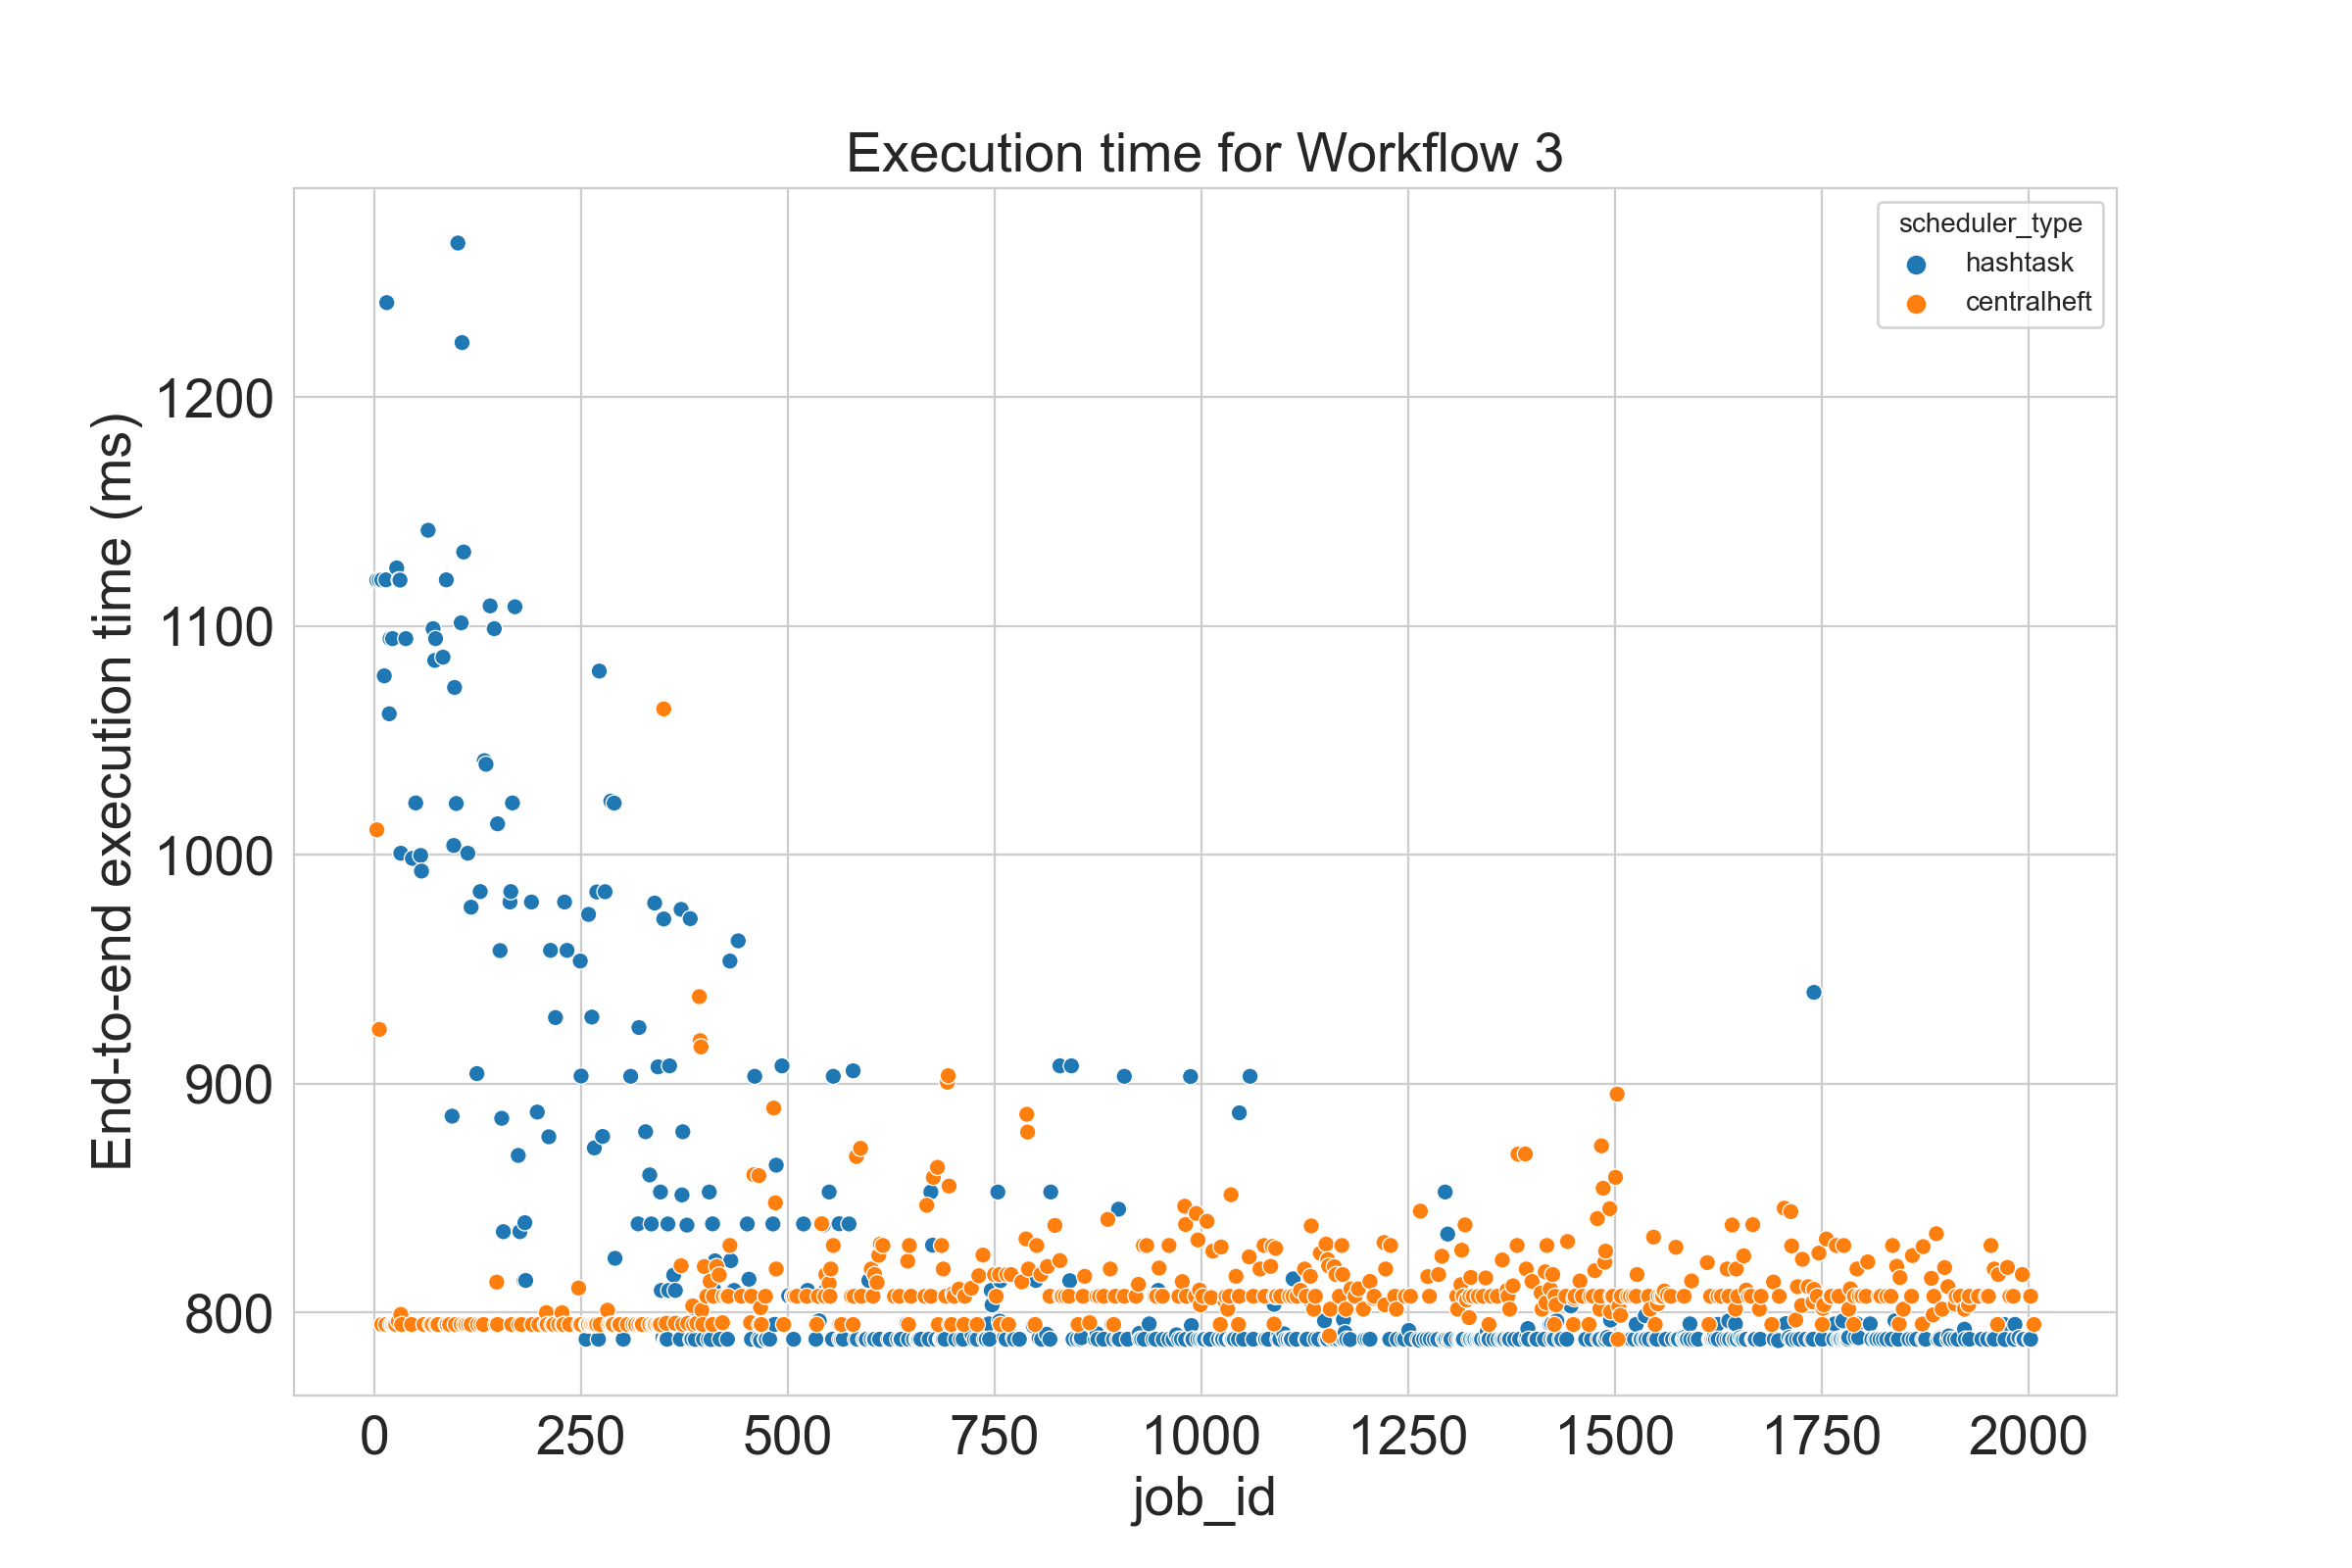 Execution time for Workflow 3
scheduler_type
hashtask
centralheft
End-to-end execution time (ms)
1200
1100
1000
900
800
0 250 500 750 1000 1250 1500 1750 2000
job_id